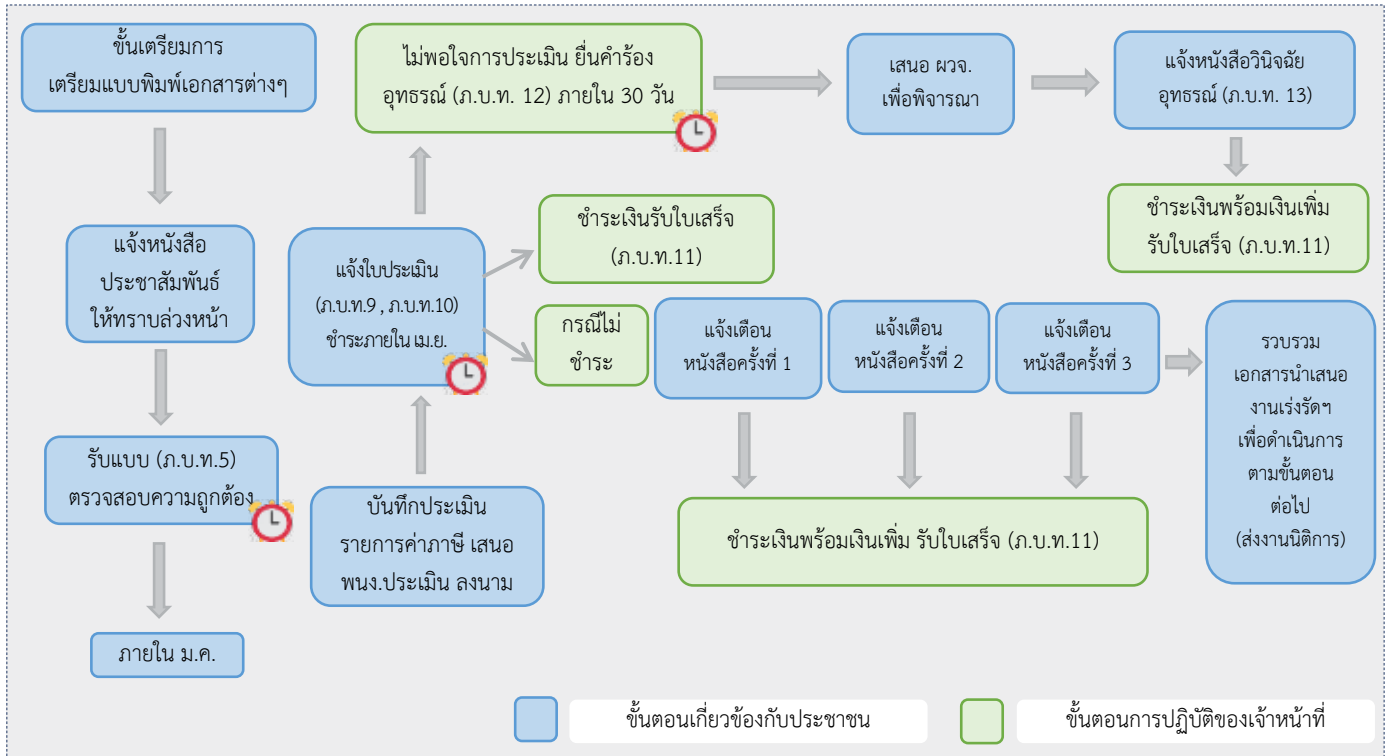 ขั้นเตรียมการ
เตรียมแบบพิมพ์เอกสารต่างๆ
แจ้งหนังสือ
ประชาสัมพันธ์
ให้ทราบล่วงหน้า
รับแบบ (ภ.บ.ท.5)
ตรวจสอบความถูกต้อง
ภายใน ม.ค.
บันทึกประเมิน
รายการค่าภาษี เสนอ
พนง.ประเมิน ลงนาม
แจ้งใบประเมิน
(ภ.บ.ท.9 , ภ.บ.ท.10)
ชำระภายใน เม.ย.
ไม่พอใจการประเมิน ยื่นคำร้อง
อุทธรณ์ (ภ.บ.ท. 12) ภายใน 30 วัน
เสนอ ผวจ.
เพื่อพิจารณา
แจ้งหนังสือวินิจฉัย
อุทธรณ์ (ภ.บ.ท. 13)
ชำระเงินพร้อมเงินเพิ่ม
รับใบเสร็จ (ภ.บ.ท.11)
ชำระเงินรับใบเสร็จ
(ภ.บ.ท.11)
กรณีไม่
ชำระ
แจ้งเตือน
หนังสือครั้งที่ 1
แจ้งเตือน
หนังสือครั้งที่ 2
แจ้งเตือน
หนังสือครั้งที่ 3
รวบรวม
เอกสารนำเสนอ
งานเร่งรัดฯ
เพื่อดำเนินการ
ตามขั้นตอน
ต่อไป
(ส่งงานนิติการ)
ชำระเงินพร้อมเงินเพิ่ม รับใบเสร็จ (ภ.บ.ท.11)
ขั้นตอนเกี่ยวข้องกับประชาชน
ขั้นตอนการปฏิบัติของเจ้าหน้าที่